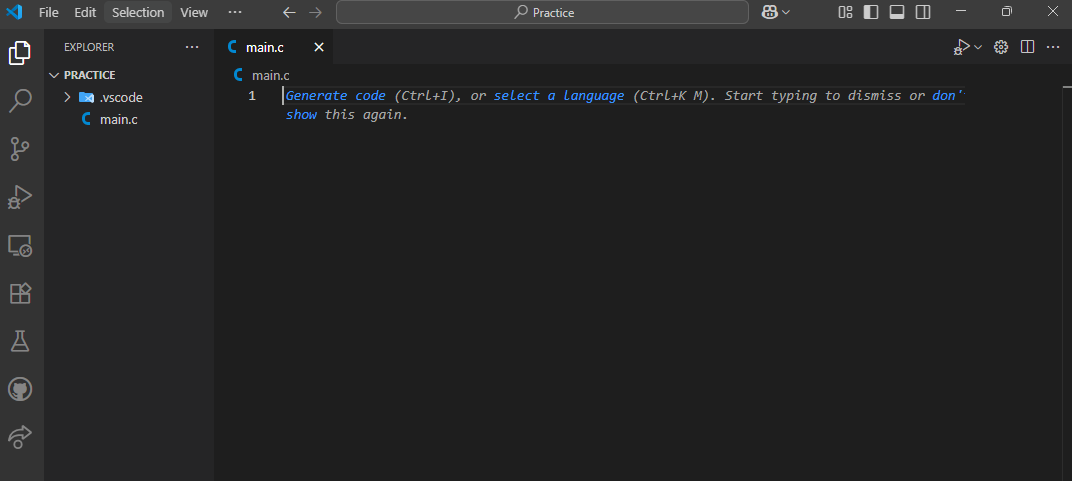 File Edit Selection View ··· Practice
EXPLORER ···
main.c
PRACTICE
main.c
.vscode
1 Generate code (Ctrl+I), or select a language (Ctrl+K M). Start typing to dismiss or don'
main.c
show this again.